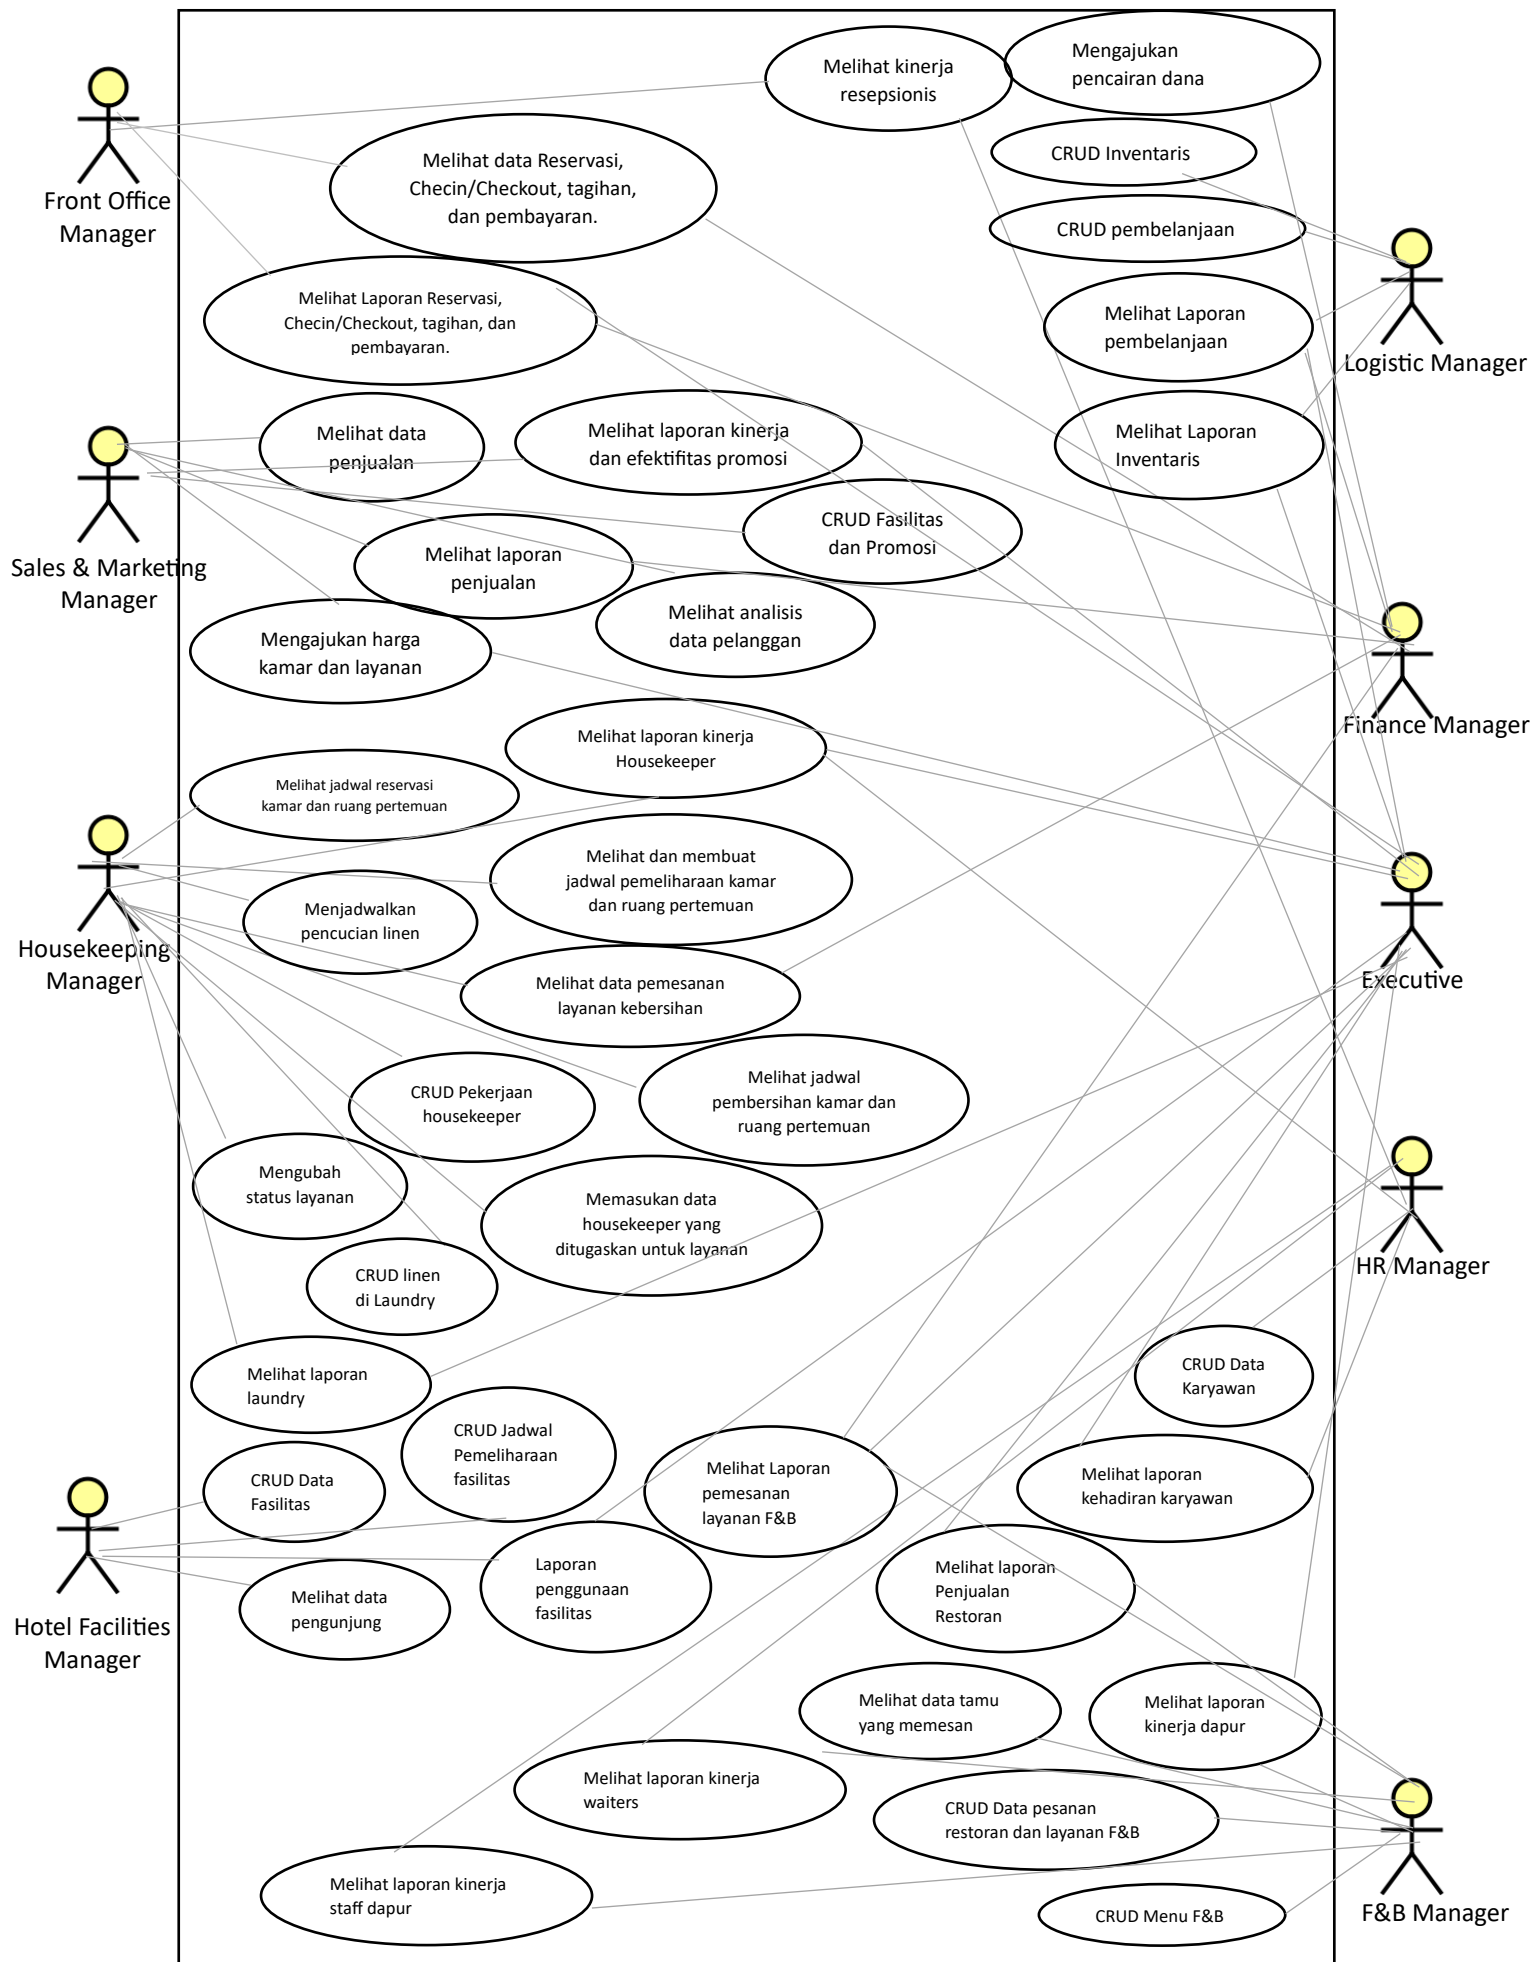 Melihat kinerja
resepsionis
Mengajukan
pencairan dana
Front Office
Manager
Melihat data Reservasi,
Checin/Checkout, tagihan,
dan pembayaran.
CRUD Inventaris
CRUD pembelanjaan
Melihat Laporan Reservasi,
Checin/Checkout, tagihan, dan
pembayaran.
Melihat Laporan
pembelanjaan
Logistic Manager
Melihat data
penjualan
Melihat laporan kinerja
dan efektifitas promosi
Melihat Laporan
Inventaris
Sales & Marketing
Manager
CRUD Fasilitas
dan Promosi
Melihat laporan
penjualan
Melihat analisis
data pelanggan
Mengajukan harga
kamar dan layanan
Finance Manager
Melihat laporan kinerja
Housekeeper
Melihat jadwal reservasi
kamar dan ruang pertemuan
Melihat dan membuat
jadwal pemeliharaan kamar
dan ruang pertemuan
Menjadwalkan
pencucian linen
Housekeeping
Manager
Executive
Melihat data pemesanan
layanan kebersihan
CRUD Pekerjaan
housekeeper
Melihat jadwal
pembersihan kamar dan
ruang pertemuan
Mengubah
status layanan
Memasukan data
housekeeper yang
ditugaskan untuk layanan
HR Manager
CRUD linen
di Laundry
Melihat laporan
laundry
CRUD Data
Karyawan
CRUD Jadwal
Pemeliharaan
fasilitas
CRUD Data
Fasilitas
Melihat Laporan
pemesanan
layanan F&B
Melihat laporan
kehadiran karyawan
Laporan
penggunaan
fasilitas
Melihat laporan
Penjualan
Restoran
Melihat data
pengunjung
Hotel Facilities
Manager
Melihat data tamu
yang memesan
Melihat laporan
kinerja dapur
Melihat laporan kinerja
waiters
CRUD Data pesanan
restoran dan layanan F&B
Melihat laporan kinerja
staff dapur
CRUD Menu F&B
F&B Manager